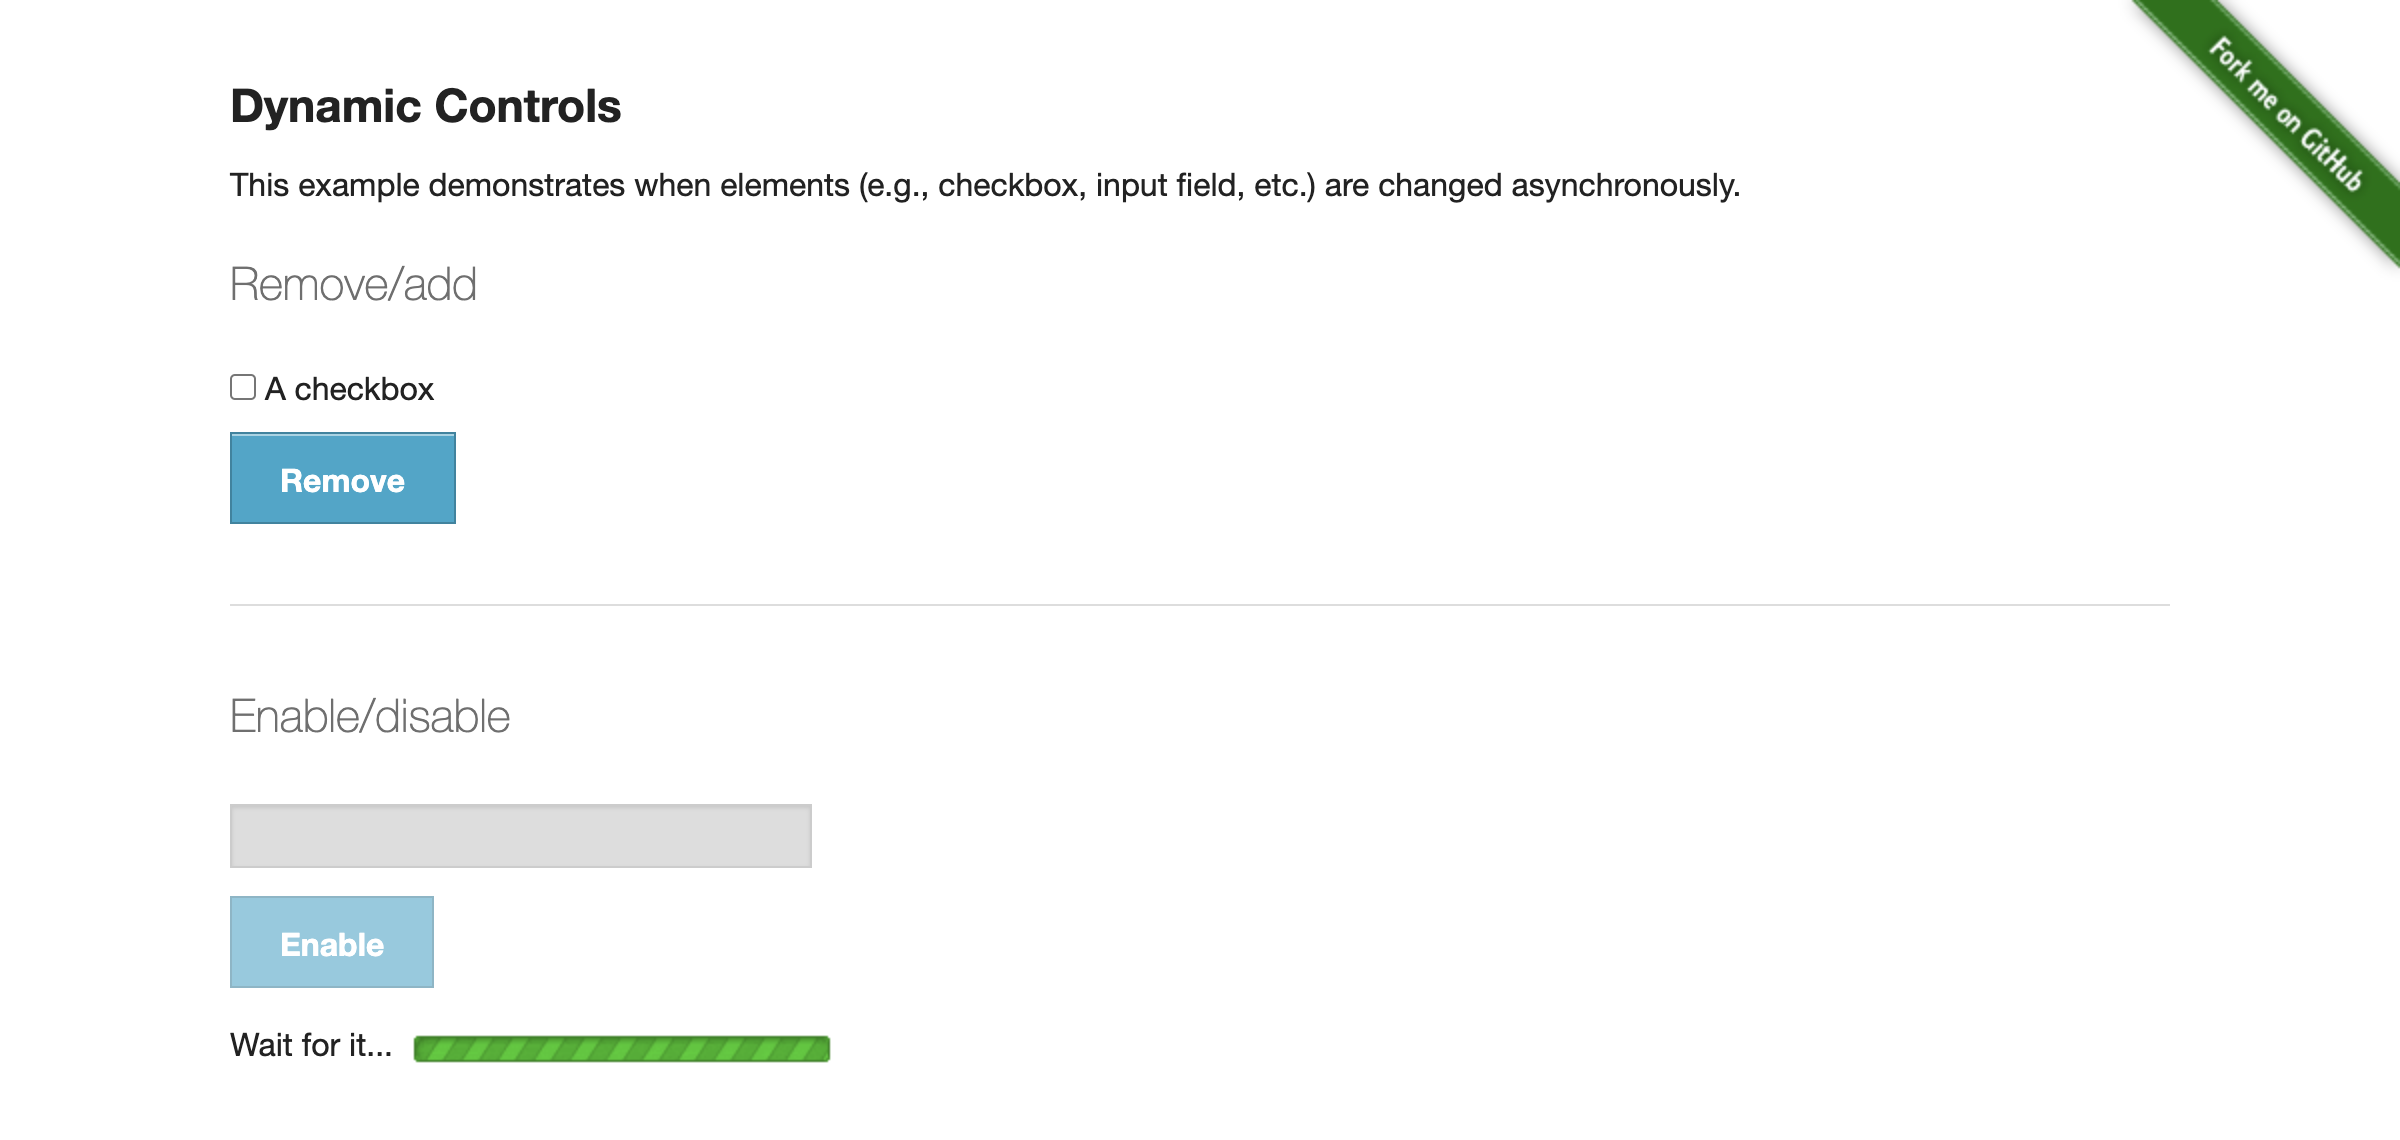 Fork me on GitHub
Dynamic Controls
This example demonstrates when elements (e.g., checkbox, input field, etc.) are changed asynchronously.
Remove/add
A checkbox
Remove
Enable/disable
Enable
Wait for it...